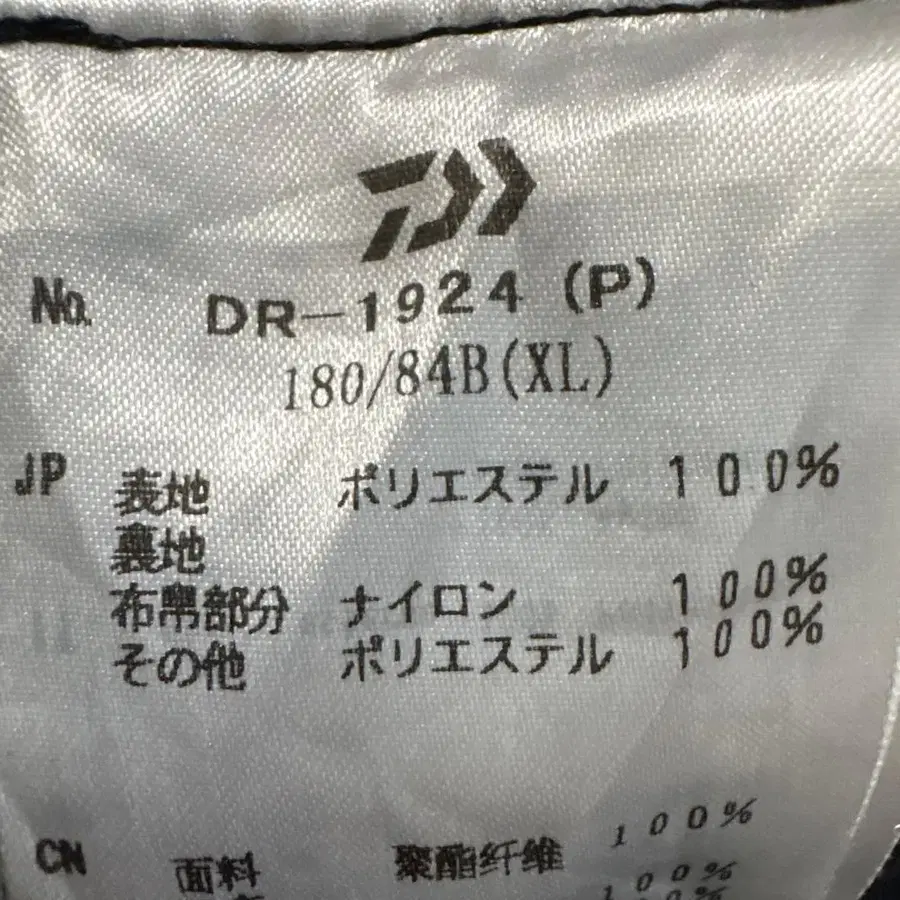 No. DR-1924 (P)
180/84B(XL)
JP 表地 ポリエステル 100%
裏地
布帛部分 ナイロン 100%
その他 ポリエステル 100%
CN 面料 聚酯纤维 100%
100%